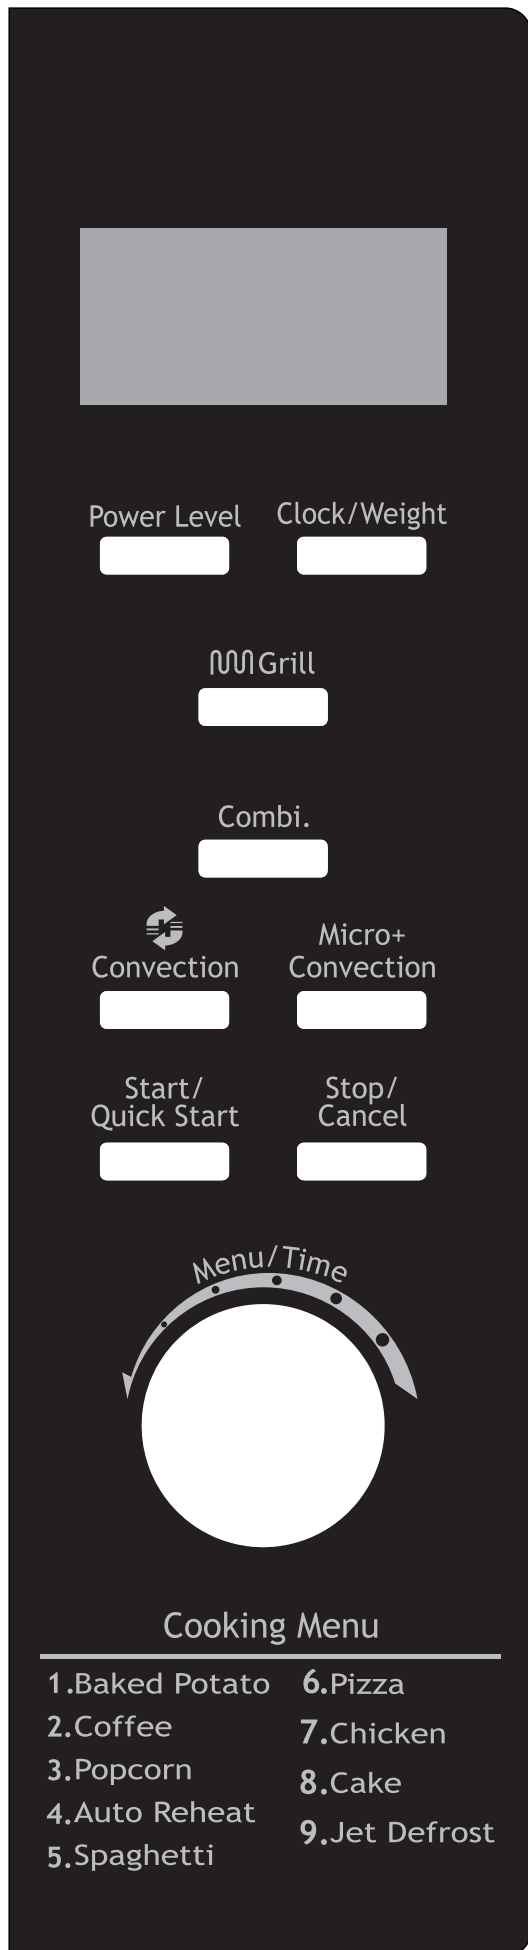 Power Level
Clock/Weight
Grill
Combi.
Convection
Micro+
Convection
Start/
Quick Start
Stop/
Cancel
Menu/Time
Cooking Menu
1.Baked Potato
2.Coffee
3.Popcorn
4.Auto Reheat
5.Spaghetti
6.Pizza
7.Chicken
8.Cake
9.Jet Defrost